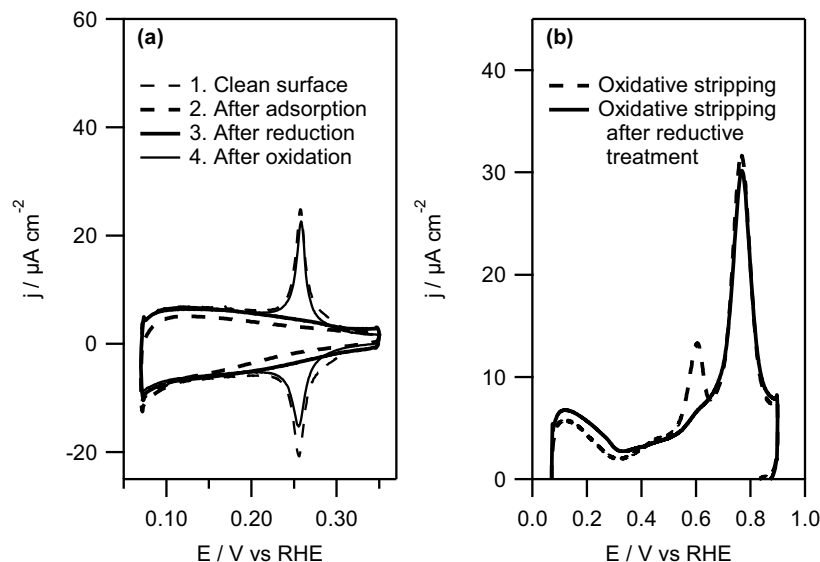 (a)
1. Clean surface
2. After adsorption
3. After reduction
4. After oxidation
60
40
20
0
-20
j / µA cm⁻²
0.10
0.20
0.30
E / V vs RHE
(b)
Oxidative stripping
Oxidative stripping
after reductive
treatment
40
30
20
10
0
j / µA cm⁻²
0.0
0.2
0.4
0.6
0.8
1.0
E / V vs RHE